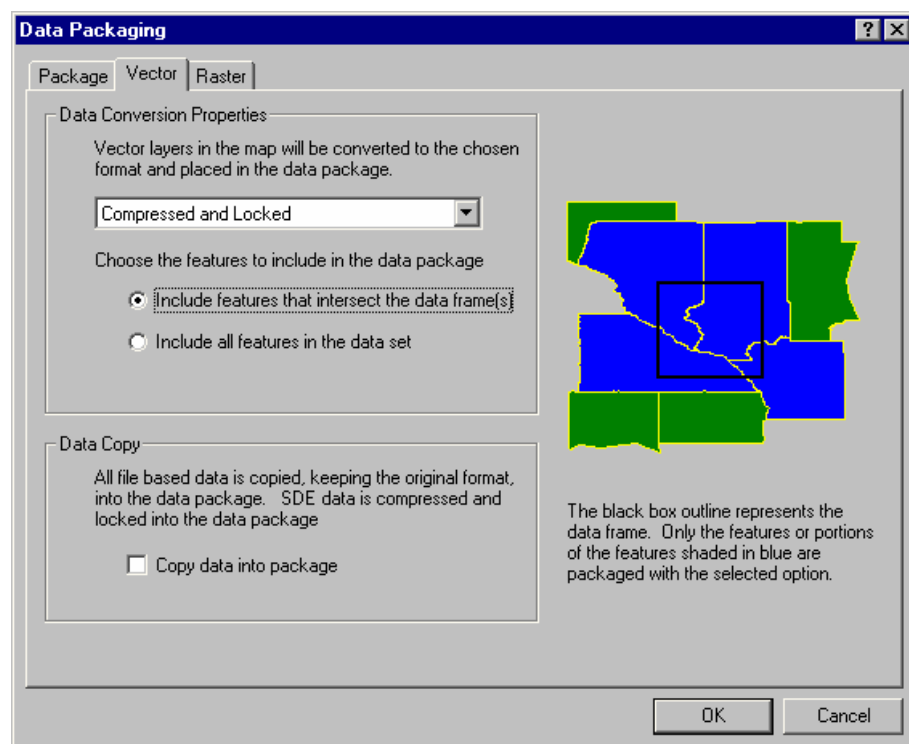 Data Packaging
Package Vector Raster
Data Conversion Properties
Vector layers in the map will be converted to the chosen
format and placed in the data package.
Compressed and Locked
Choose the features to include in the data package
Include features that intersect the data frame(s)
Include all features in the data set
Data Copy
All file based data is copied, keeping the original format,
into the data package. SDE data is compressed and
locked into the data package
Copy data into package
The black box outline represents the
data frame. Only the features or portions
of the features shaded in blue are
packaged with the selected option.
OK Cancel